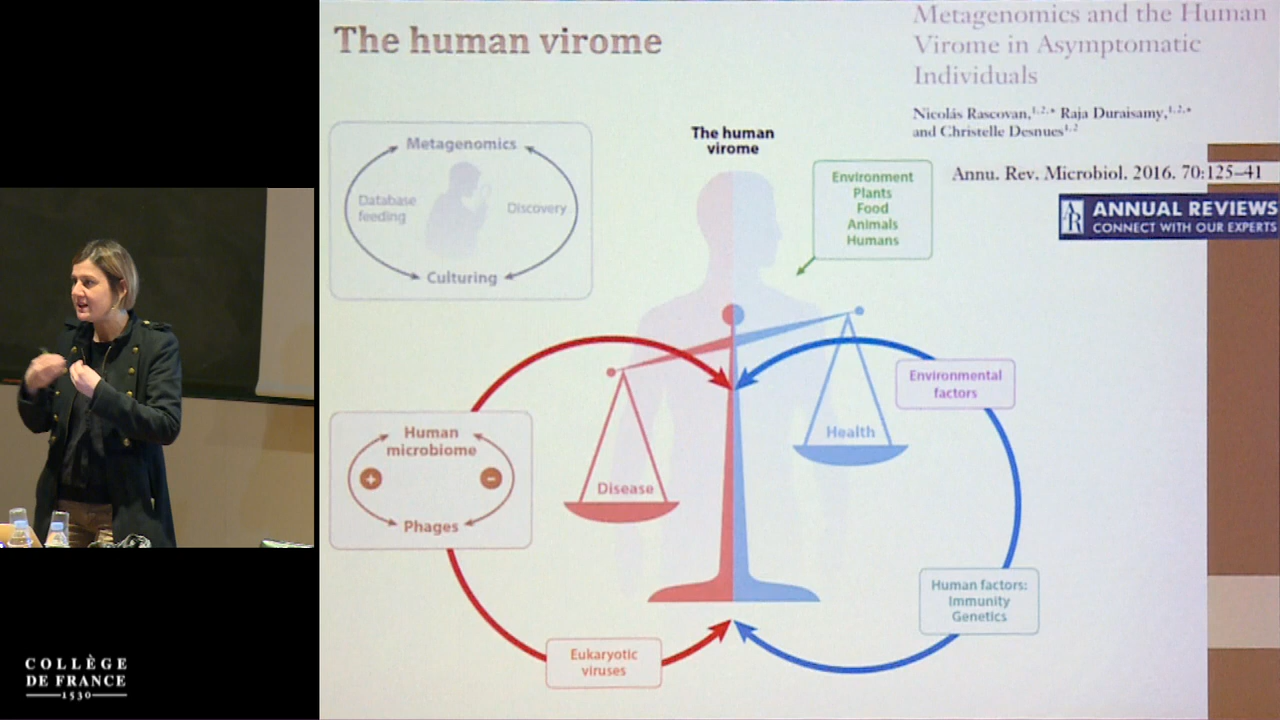 The human virome
Metagenomics and the Human
Virome in Asymptomatic
Individuals
Nicolás Rascovan,1,2,* Raja Duraisamy,1,2,*
and Christelle Desnues1,2
Annu. Rev. Microbiol. 2016. 70:125–41
AR
ANNUAL REVIEWS
CONNECT WITH OUR EXPERTS
Metagenomics
Database
feeding
Discovery
Culturing
The human
virome
Environment
Plants
Food
Animals
Humans
Environmental
factors
Health
Disease
Human
microbiome
+
-
Phages
Human factors:
Immunity
Genetics
Eukaryotic
viruses
COLLÈGE
DE FRANCE
1530